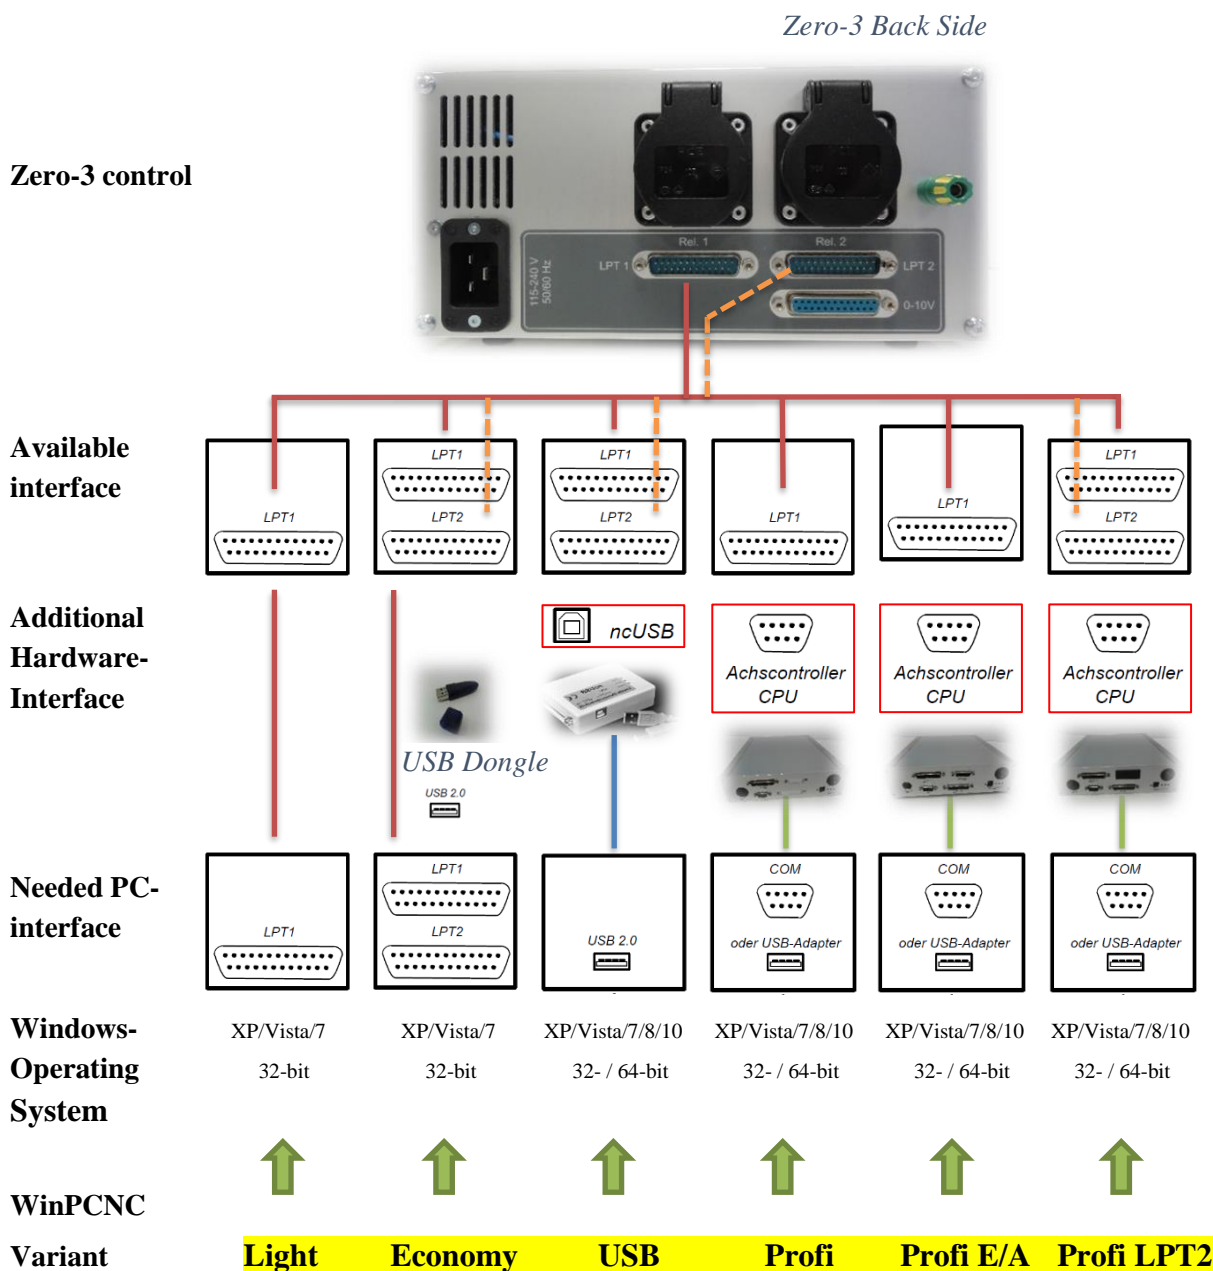 Zero-3 Back Side
Zero-3 control
Rel. 1
Rel. 2
115-240 V
50/60 Hz
LPT 1
LPT 2
0-10V
Available
interface
LPT1
LPT1
LPT2
LPT1
LPT2
LPT1
LPT1
LPT1
LPT2
Additional
Hardware-
Interface
USB Dongle
USB 2.0
ncUSB
Achscontroller
CPU
Achscontroller
CPU
Achscontroller
CPU
Needed PC-
interface
LPT1
LPT1
LPT2
USB 2.0
COM
oder USB-Adapter
COM
oder USB-Adapter
COM
oder USB-Adapter
Windows-
Operating
System
XP/Vista/7 XP/Vista/7 XP/Vista/7/8/10 XP/Vista/7/8/10 XP/Vista/7/8/10 XP/Vista/7/8/10
32-bit 32-bit 32- / 64-bit 32- / 64-bit 32- / 64-bit 32- / 64-bit
WinPCNC
Variant Light Economy USB Profi Profi E/A Profi LPT2